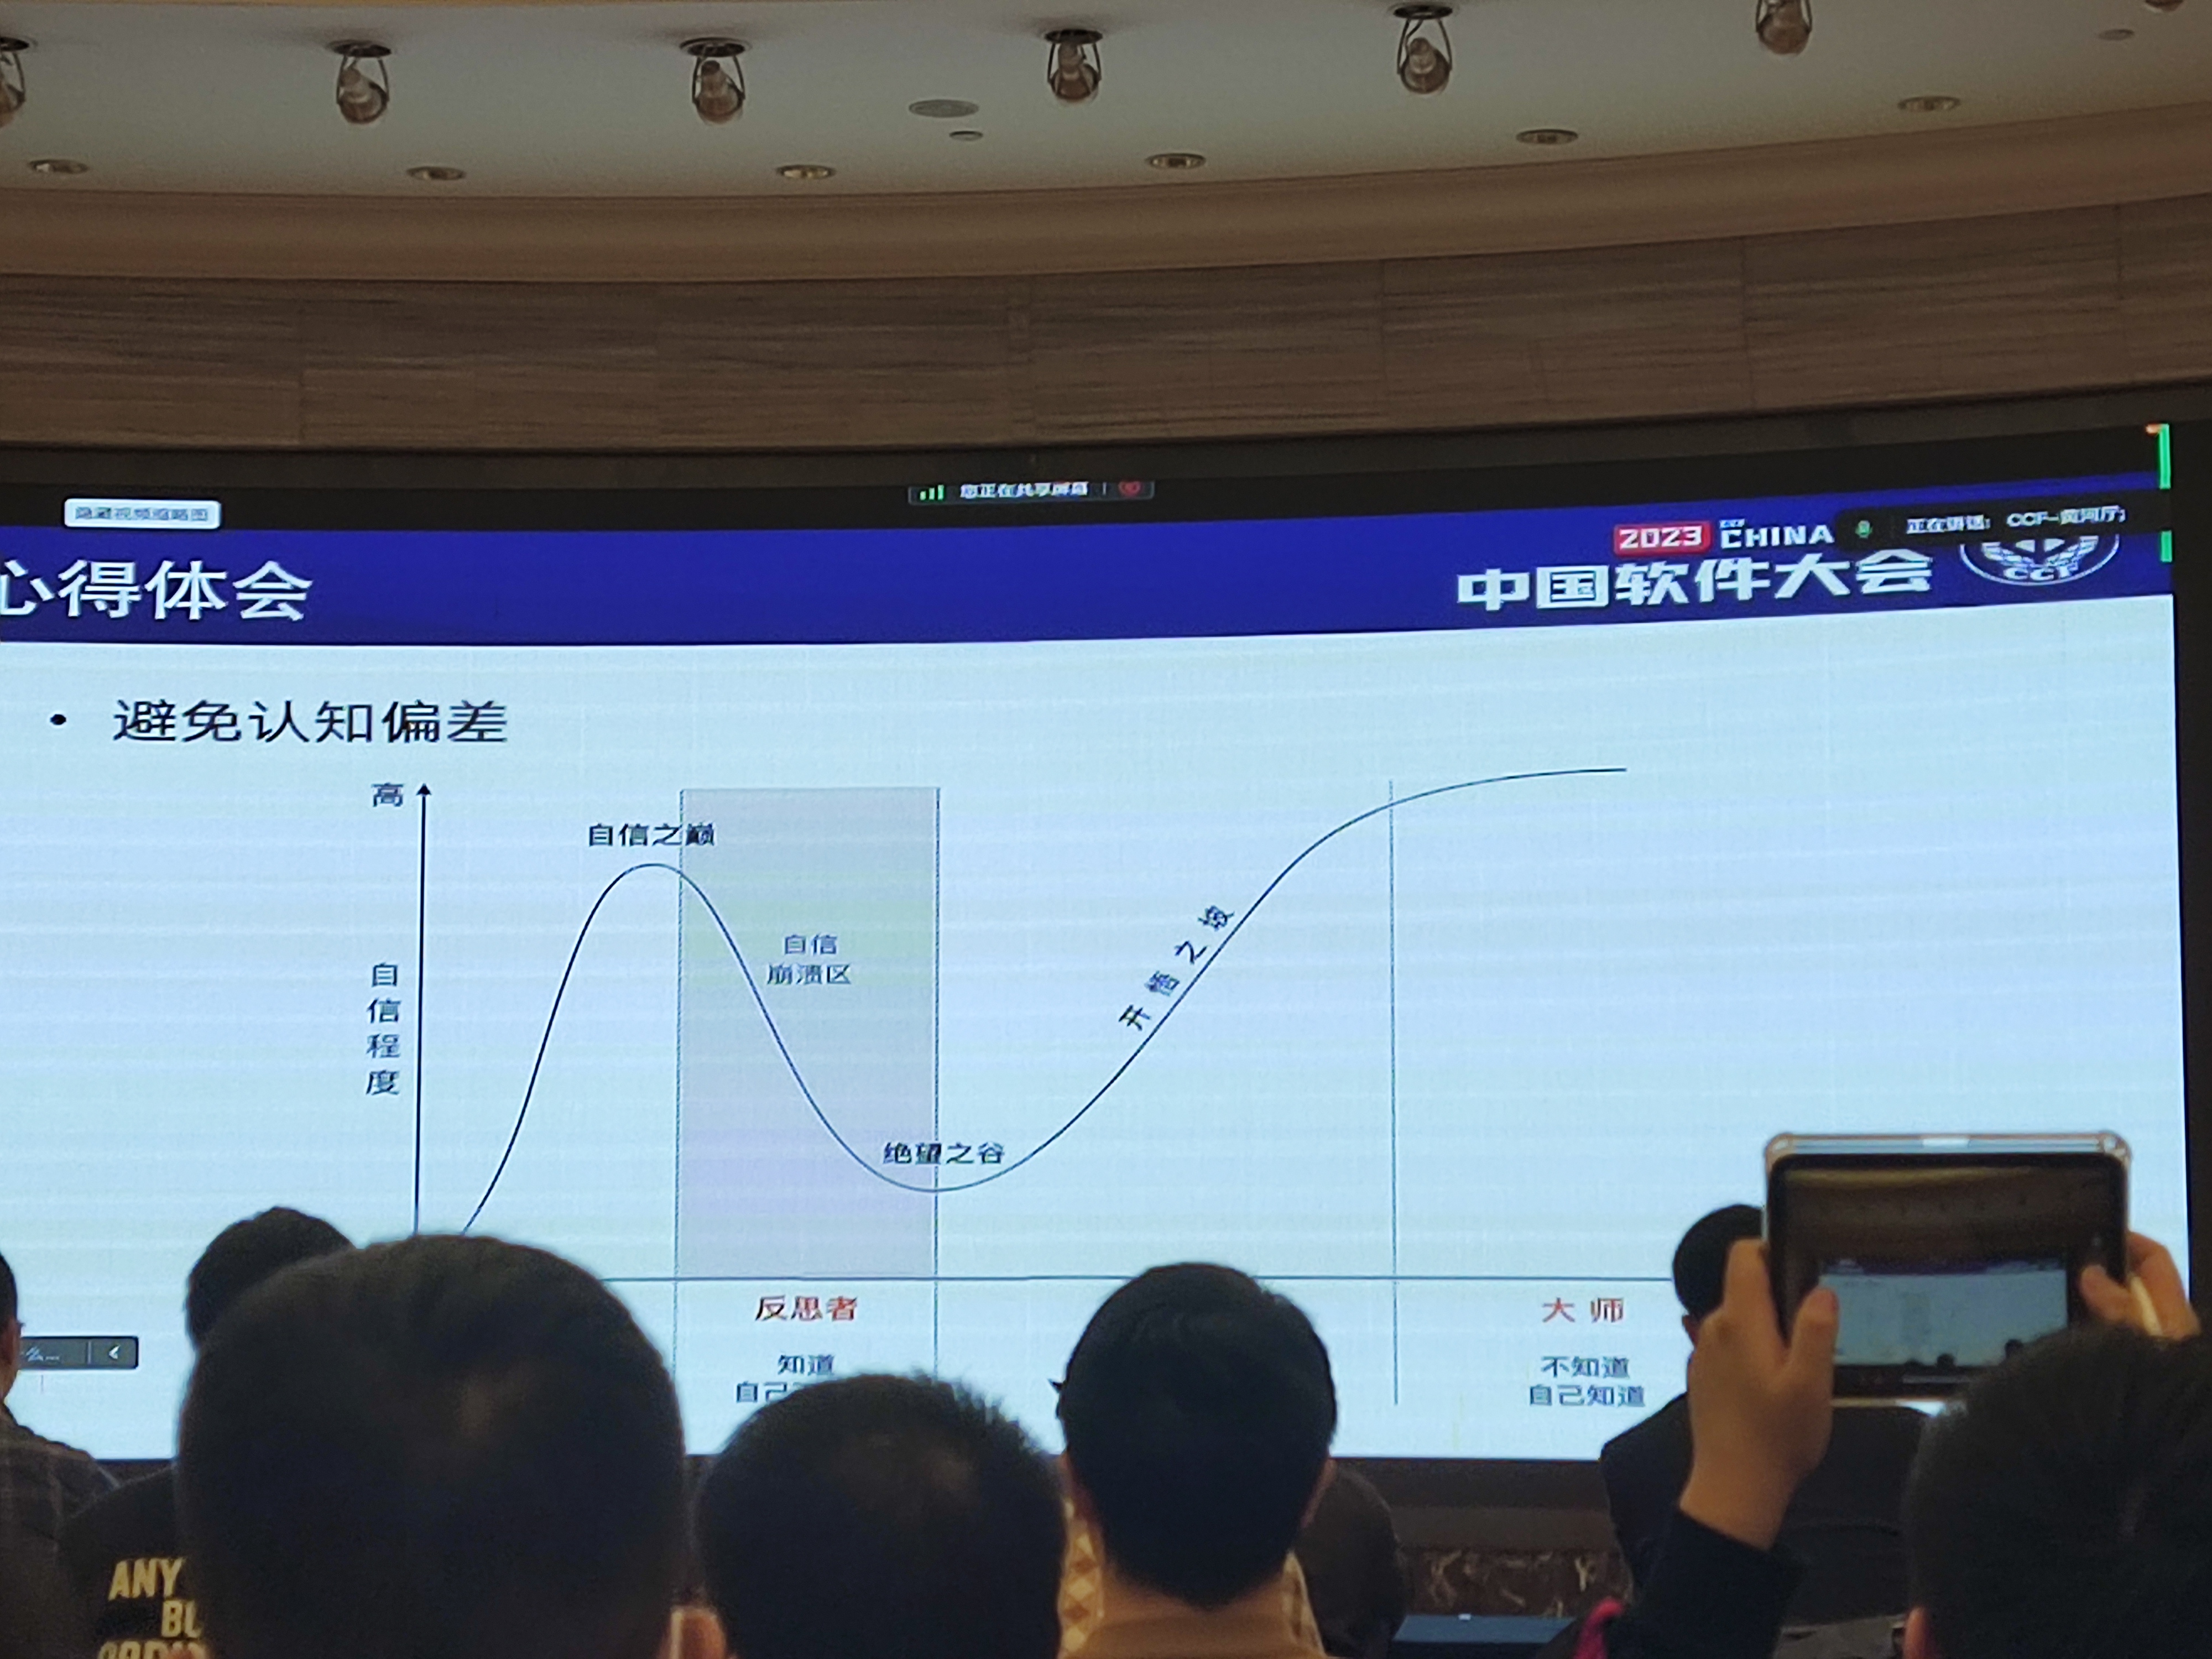 您正在共享屏幕
隐藏视频缩略图
2023 CCF CHINA
正在讲话: CCF-黄河厅;
心得体会
中国软件大会
CCF
• 避免认知偏差
高
自信之巅
自信
崩溃区
自信程度
开悟之坡
绝望之谷
反思者
大师
知道
自己
不知道
自己知道
ANY
BU